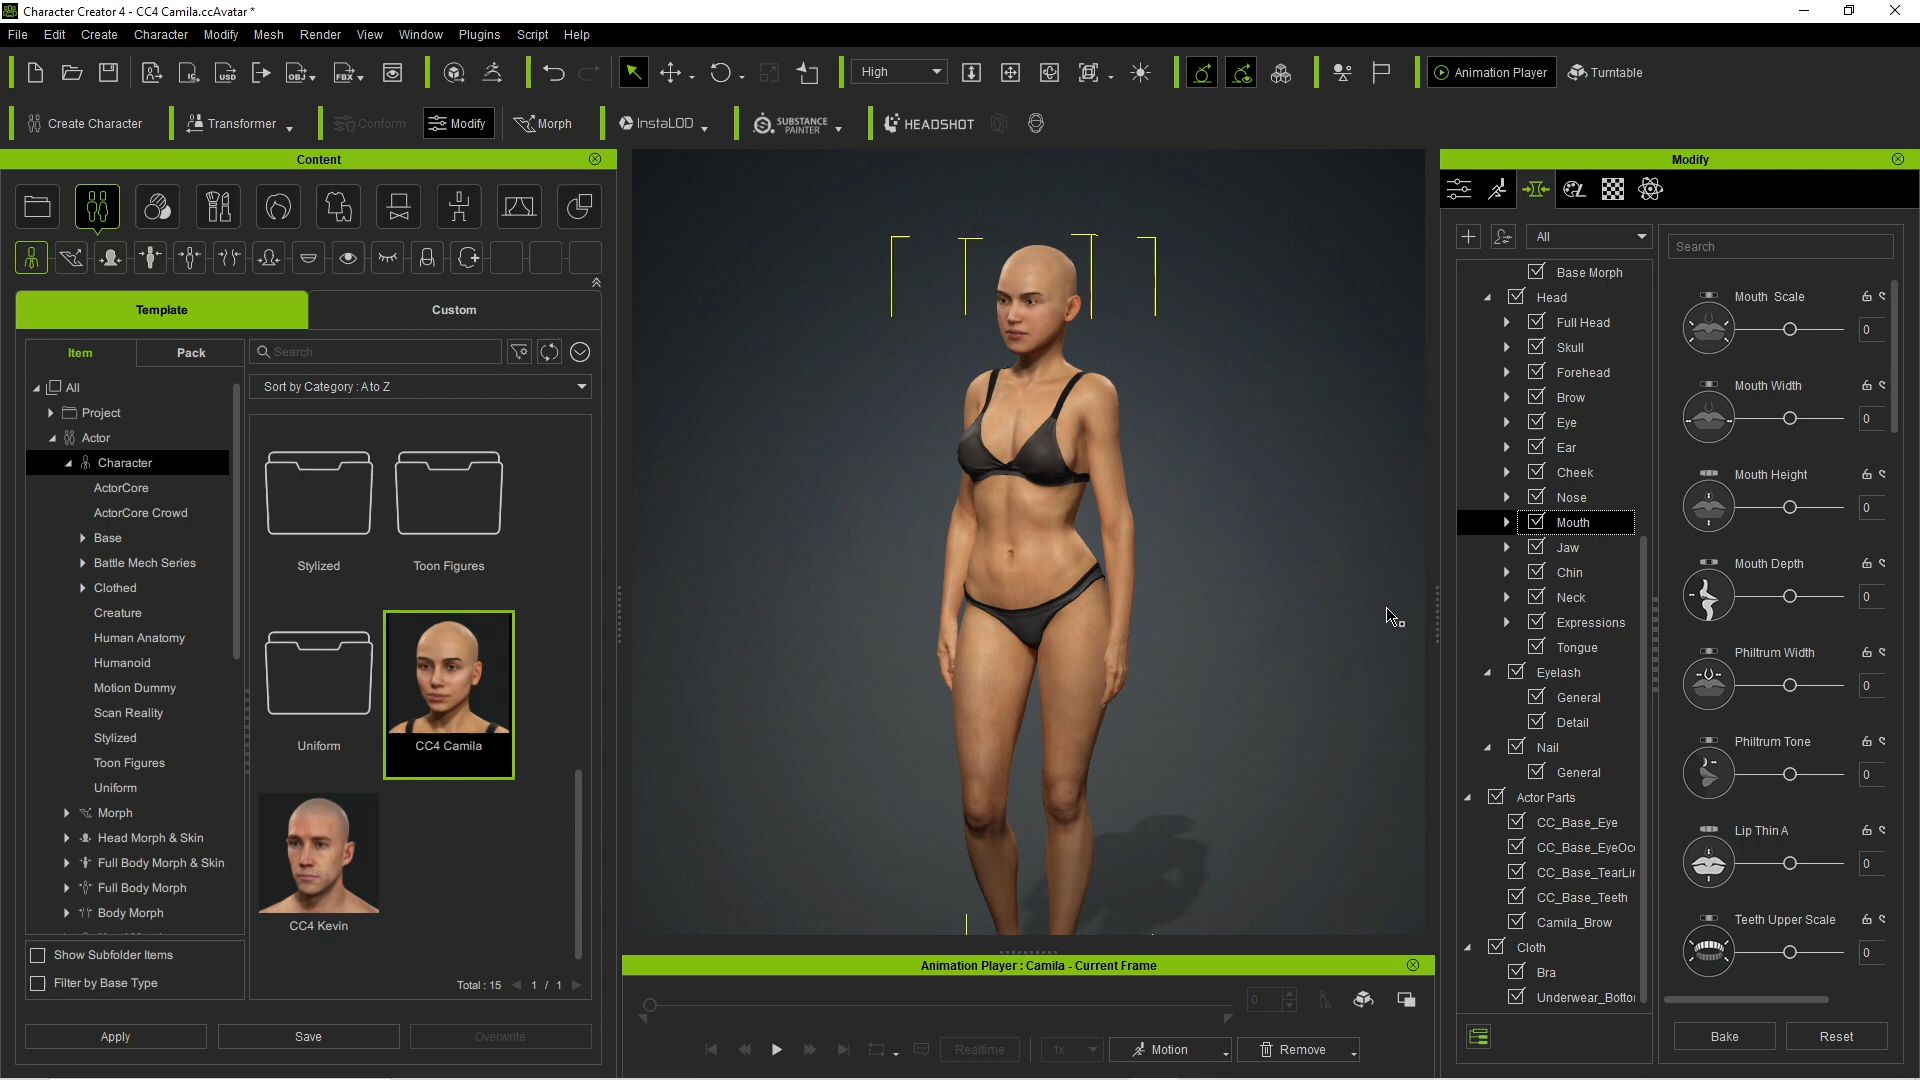 Character Creator 4 - CC4 Camila.ccAvatar *
File Edit Create Character Modify Mesh Render View Window Plugins Script Help
IC USD OBJ FBX High Animation Player Turntable
Create Character Transformer Conform Modify Morph InstaLOD SUBSTANCE PAINTER HEADSHOT
Content
Template Custom
Item Pack Search
Sort by Category : A to Z
All
Project
Actor
Character
ActorCore
ActorCore Crowd
Base
Battle Mech Series
Clothed
Creature
Human Anatomy
Humanoid
Motion Dummy
Scan Reality
Stylized
Toon Figures
Uniform
Morph
Head Morph & Skin
Full Body Morph & Skin
Full Body Morph
Body Morph
Show Subfolder Items
Filter by Base Type
Stylized Toon Figures
Uniform CC4 Camila
CC4 Kevin
Total : 15 1 / 1
Apply Save Overwrite
Animation Player : Camila - Current Frame
0
Realtime 1x Motion Remove
Modify
All
Search
Base Morph
Head
Full Head
Skull
Forehead
Brow
Eye
Ear
Cheek
Nose
Mouth
Jaw
Chin
Neck
Expressions
Tongue
Eyelash
General
Detail
Nail
General
Actor Parts
CC_Base_Eye
CC_Base_EyeOc
CC_Base_TearLi
CC_Base_Teeth
Camila_Brow
Cloth
Bra
Underwear_Botto
Mouth Scale
0
Mouth Width
0
Mouth Height
0
Mouth Depth
0
Philtrum Width
0
Philtrum Tone
0
Lip Thin A
0
Teeth Upper Scale
0
Bake Reset